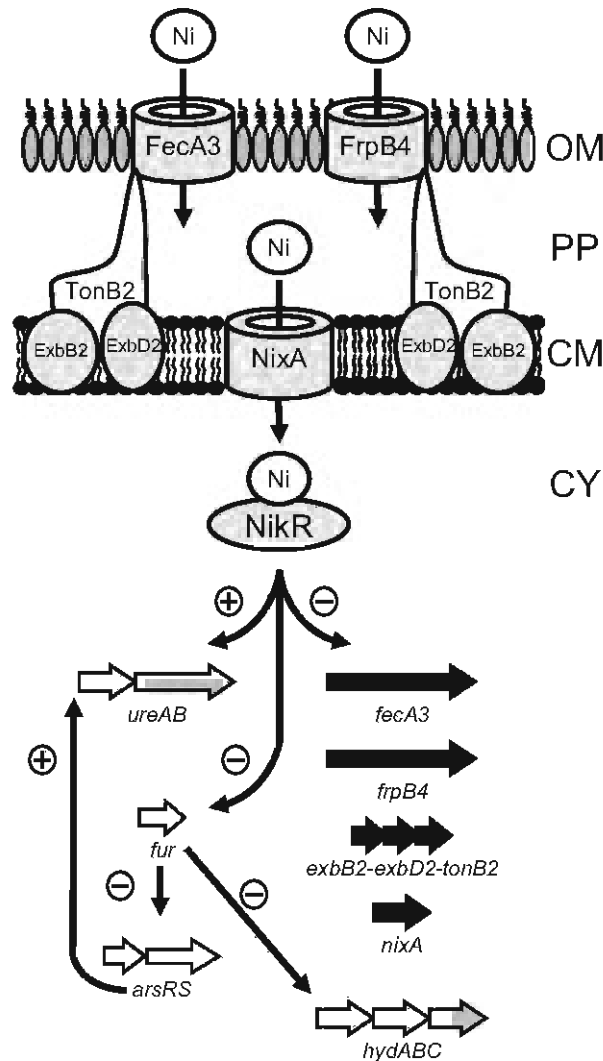 Ni Ni
FecA3 FrpB4 OM
PP
Ni
TonB2 TonB2
ExbB2 ExbD2 NixA ExbD2 ExbB2 CM
Ni
CY
NikR
+ −
ureAB fecA3
+ −
frpB4
fur
exbB2-exbD2-tonB2
− −
nixA
arsRS
hydABC